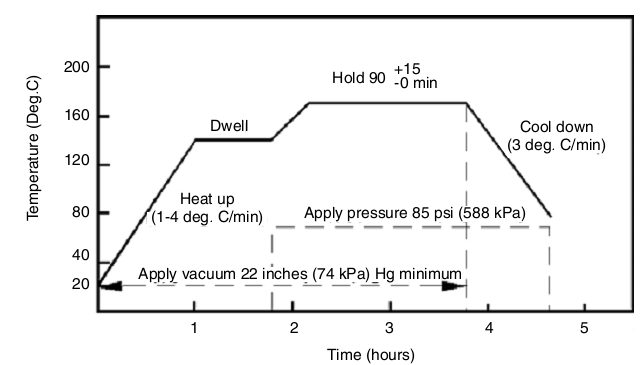 Temperature (Deg.C)
200
160
120
80
40
20
Hold 90 +15
-0 min
Dwell
Cool down
(3 deg. C/min)
Heat up
(1-4 deg. C/min)
Apply pressure 85 psi (588 kPa)
Apply vacuum 22 inches (74 kPa) Hg minimum
1 2 3 4 5
Time (hours)